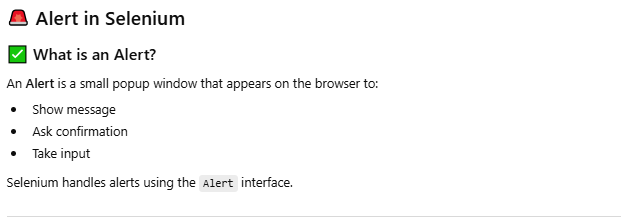 🚨 Alert in Selenium
✅ What is an Alert?
An Alert is a small popup window that appears on the browser to:
• Show message
• Ask confirmation
• Take input
Selenium handles alerts using the Alert interface.